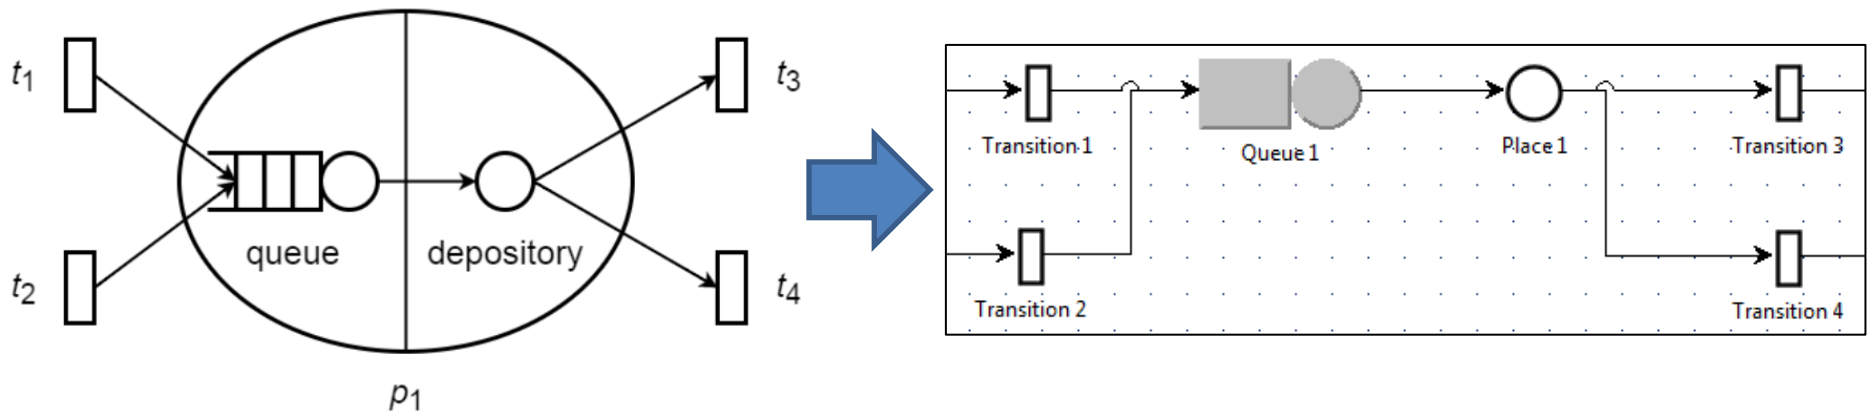 t1
t2
queue
depository
p1
t3
t4
Transition 1
Queue 1
Place 1
Transition 3
Transition 2
Transition 4